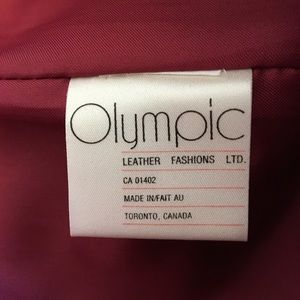 Olympic
LEATHER FASHIONS LTD.
CA 01402
MADE IN/FAIT AU
TORONTO, CANADA